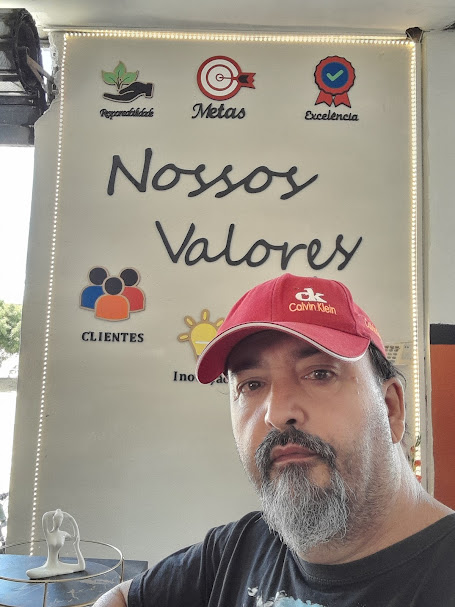 Responsabilidade
Metas
Excelência
Nossos
Valores
CLIENTES
ck
Calvin Klein